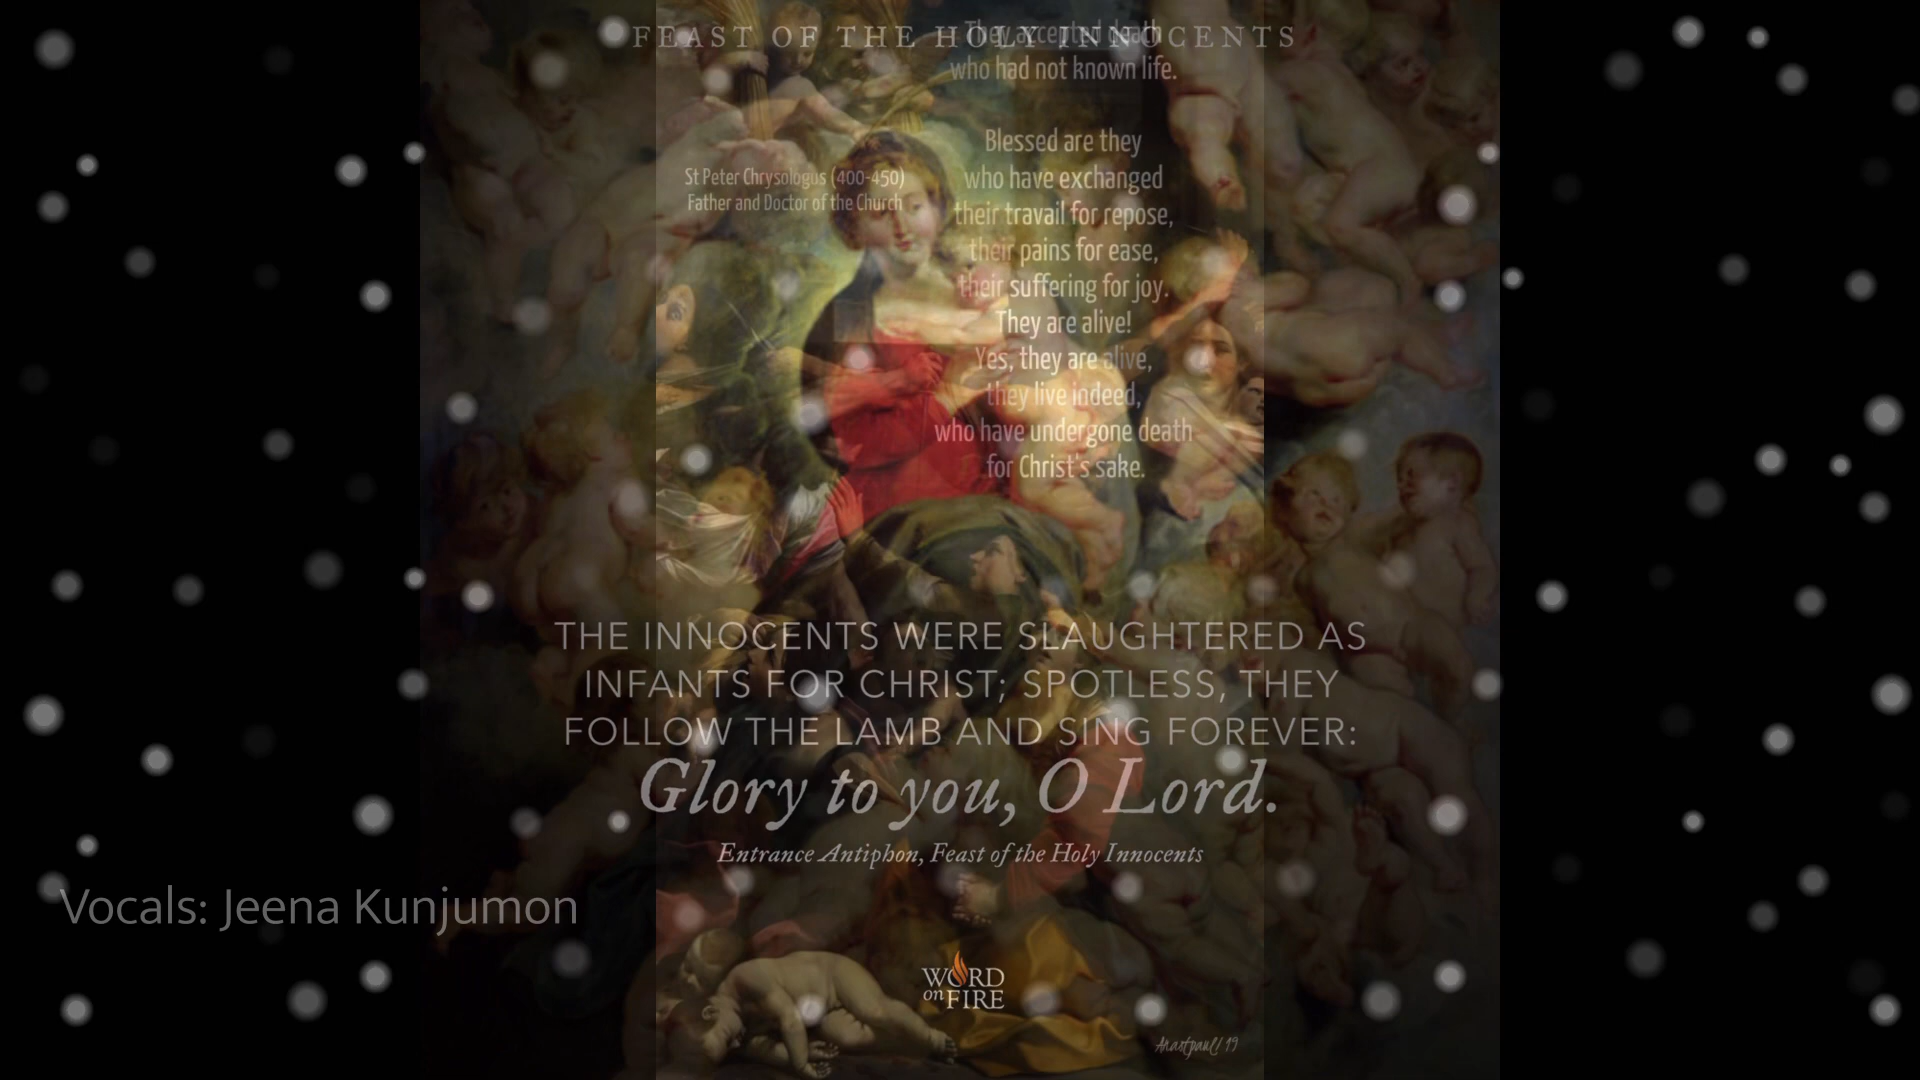 FEAST OF THE HOLY INNOCENTS
They accepted death
who had not known life.
Blessed are they
who have exchanged
their travail for repose,
their pains for ease,
their suffering for joy.
They are alive!
Yes, they are alive,
they live indeed,
who have undergone death
for Christ's sake.
St Peter Chrysologus (400-450)
Father and Doctor of the Church
THE INNOCENTS WERE SLAUGHTERED AS
INFANTS FOR CHRIST; SPOTLESS, THEY
FOLLOW THE LAMB AND SING FOREVER:
Glory to you, O Lord.
Entrance Antiphon, Feast of the Holy Innocents
Vocals: Jeena Kunjumon
WORD
on FIRE